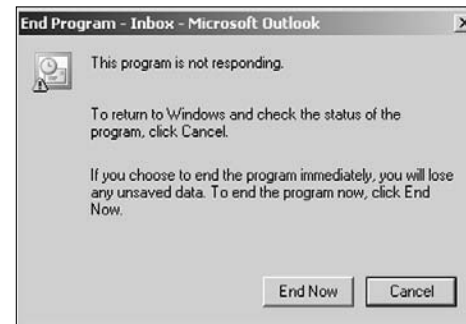 End Program - Inbox - Microsoft Outlook
This program is not responding.
To return to Windows and check the status of the
program, click Cancel.
If you choose to end the program immediately, you will lose
any unsaved data. To end the program now, click End
Now.
End Now
Cancel